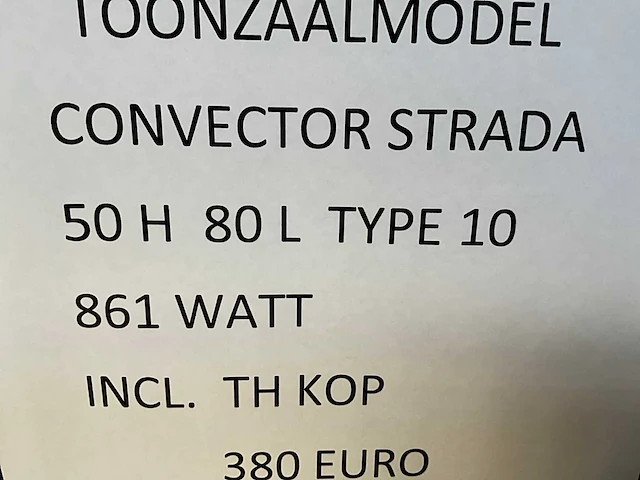 TOONZAALMODEL
CONVECTOR STRADA
50 H 80 L TYPE 10
861 WATT
INCL. TH KOP
380 EURO